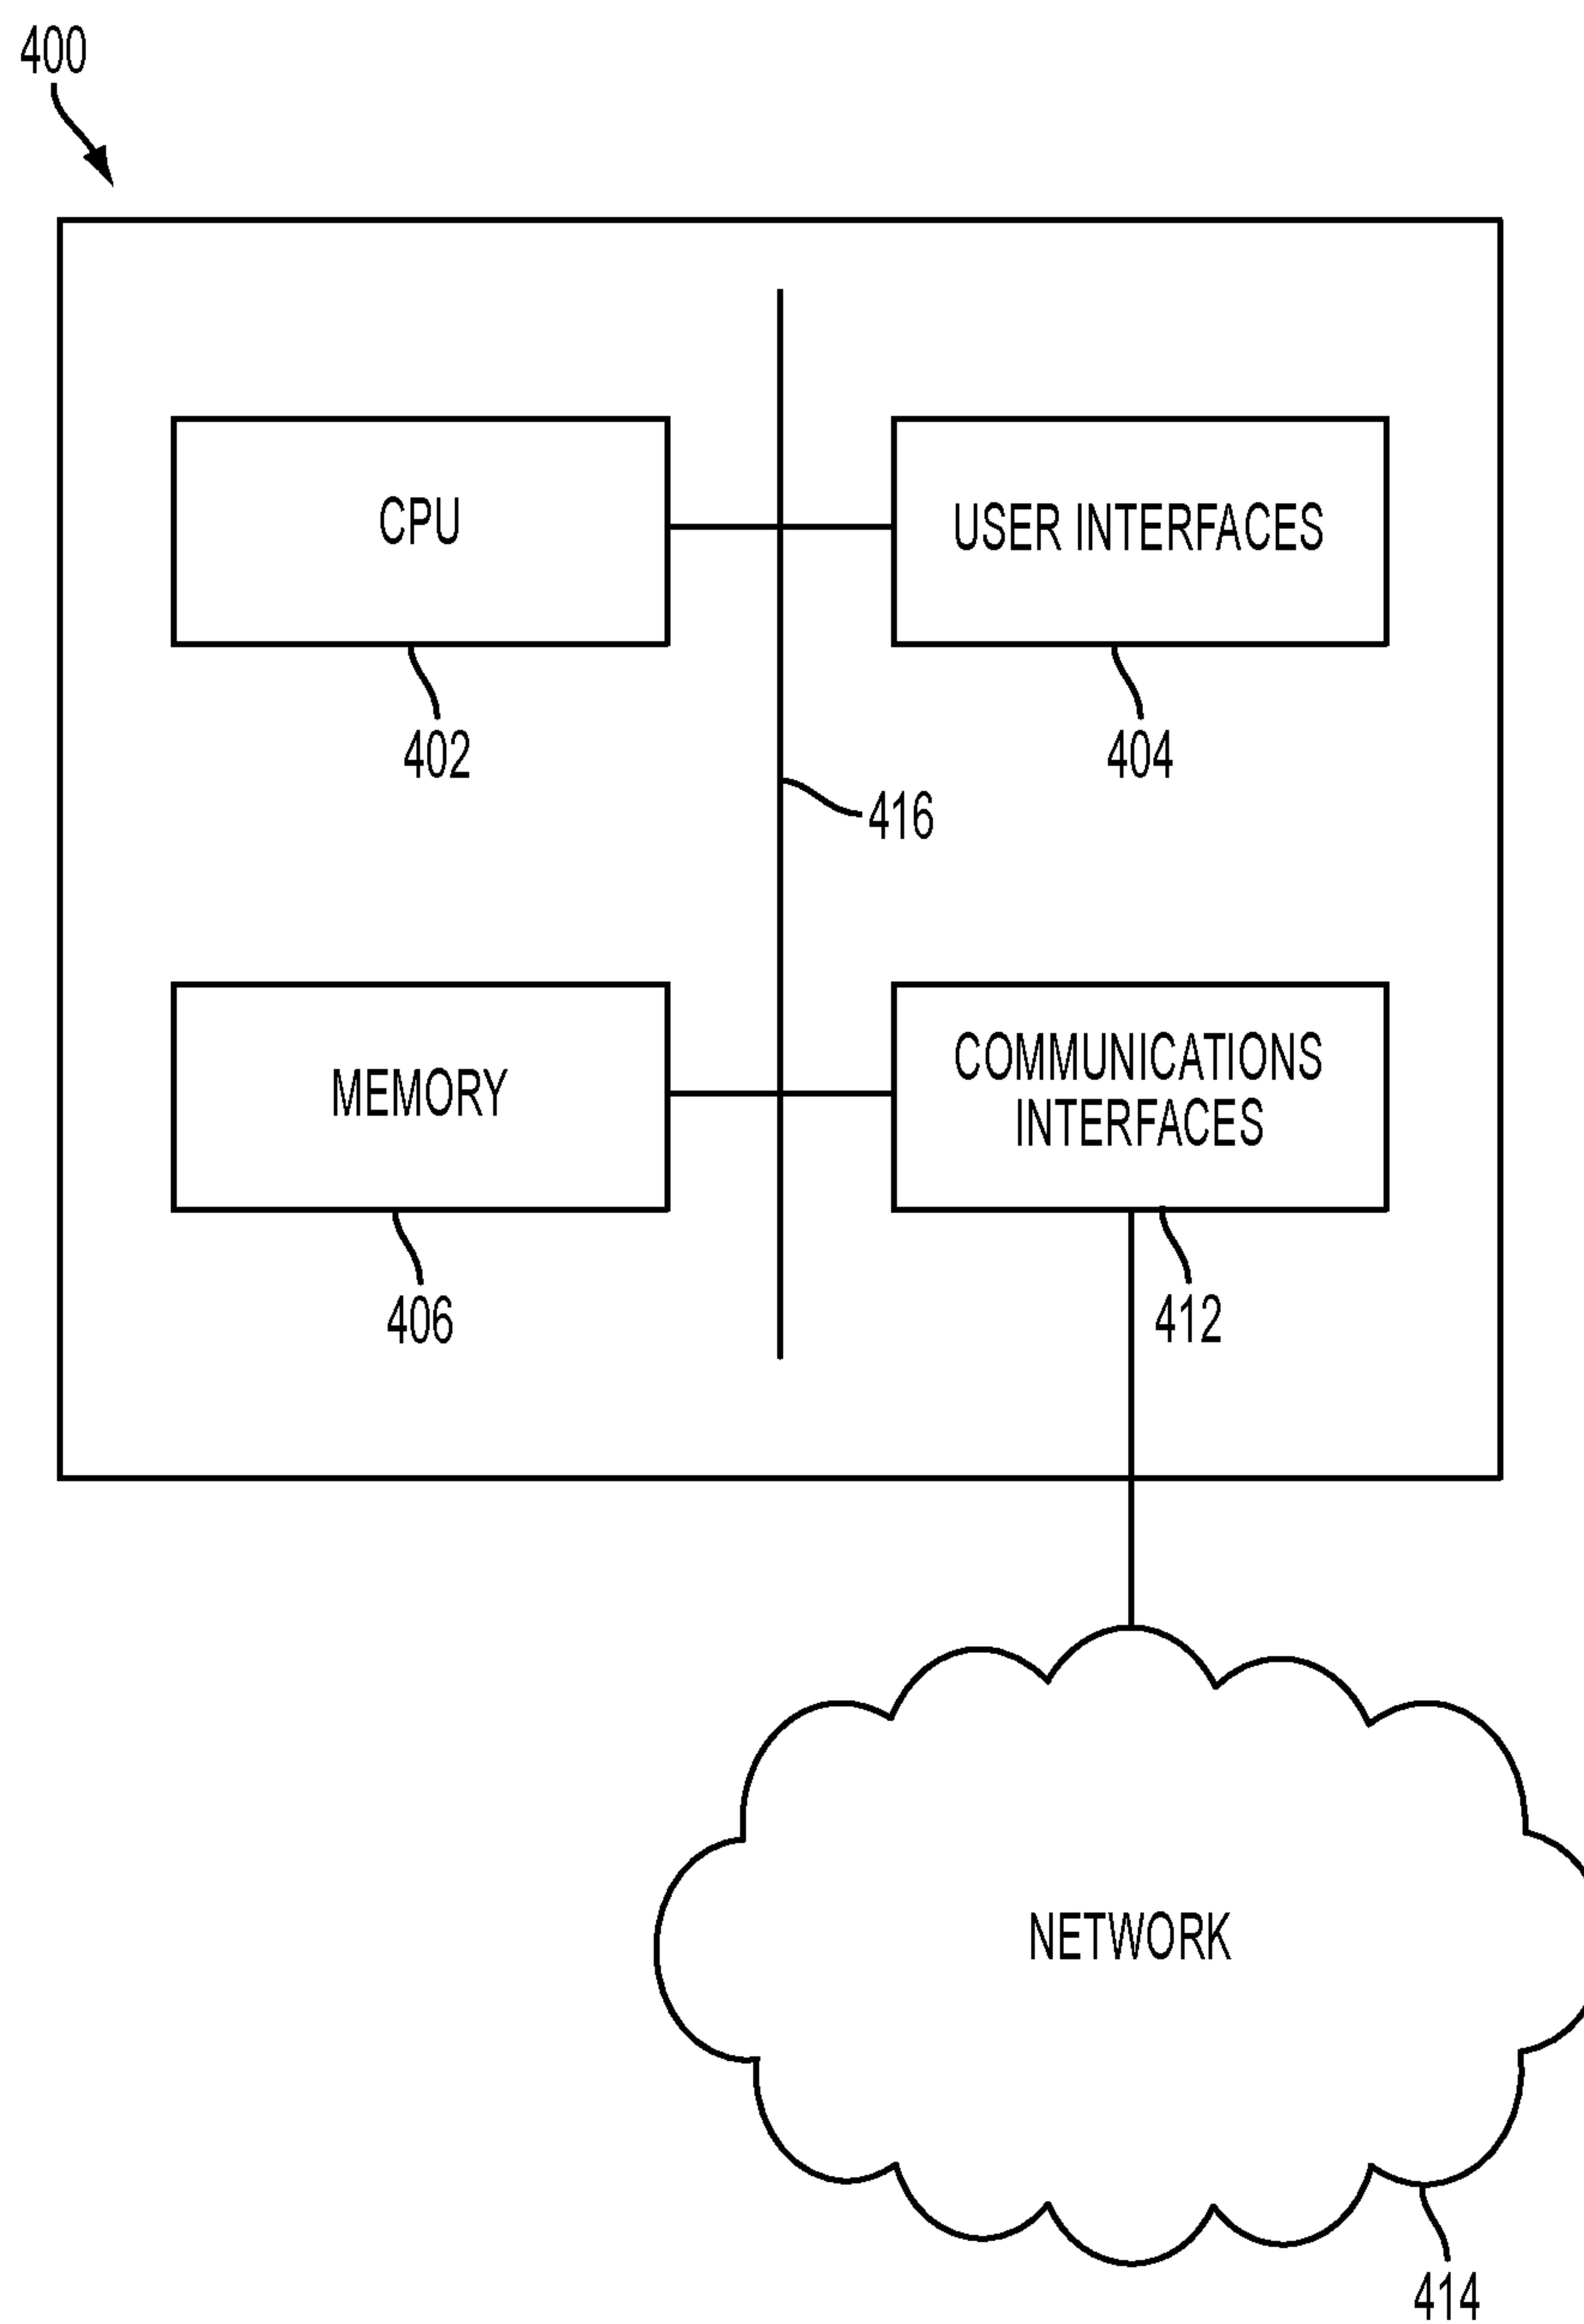 400
CPU
USER INTERFACES
402
404
416
MEMORY
COMMUNICATIONS
INTERFACES
406
412
NETWORK
414